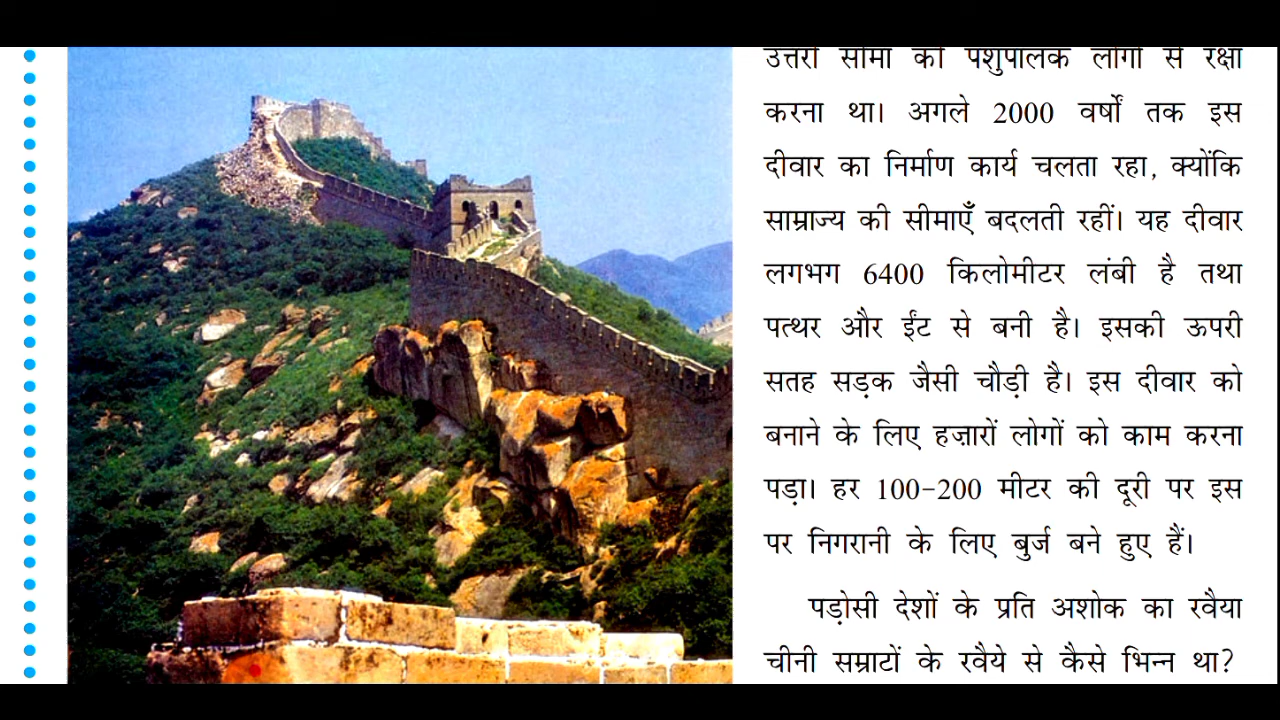 उत्तरी सीमा की पशुपालक लोगों से रक्षा
करना था। अगले 2000 वर्षों तक इस
दीवार का निर्माण कार्य चलता रहा, क्योंकि
साम्राज्य की सीमाएँ बदलती रहीं। यह दीवार
लगभग 6400 किलोमीटर लंबी है तथा
पत्थर और ईंट से बनी है। इसकी ऊपरी
सतह सड़क जैसी चौड़ी है। इस दीवार को
बनाने के लिए हज़ारों लोगों को काम करना
पड़ा। हर 100-200 मीटर की दूरी पर इस
पर निगरानी के लिए बुर्ज बने हुए हैं।
पड़ोसी देशों के प्रति अशोक का रवैया
चीनी सम्राटों के रवैये से कैसे भिन्न था?